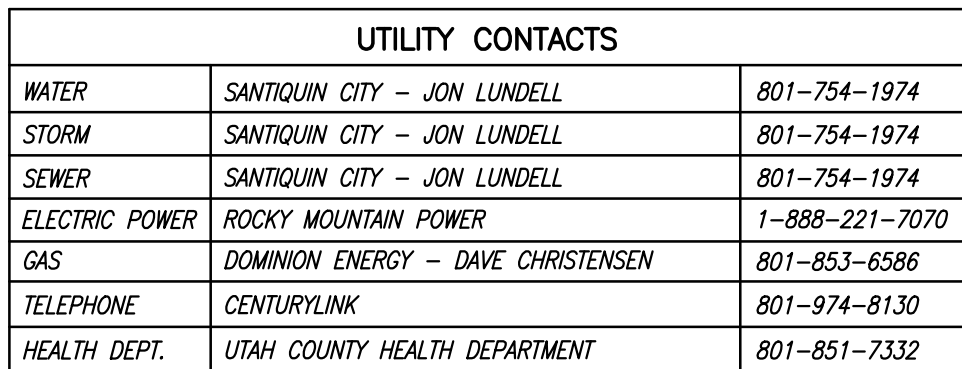 UTILITY CONTACTS
WATER SANTIQUIN CITY – JON LUNDELL 801–754–1974
STORM SANTIQUIN CITY – JON LUNDELL 801–754–1974
SEWER SANTIQUIN CITY – JON LUNDELL 801–754–1974
ELECTRIC POWER ROCKY MOUNTAIN POWER 1–888–221–7070
GAS DOMINION ENERGY – DAVE CHRISTENSEN 801–853–6586
TELEPHONE CENTURYLINK 801–974–8130
HEALTH DEPT. UTAH COUNTY HEALTH DEPARTMENT 801–851–7332